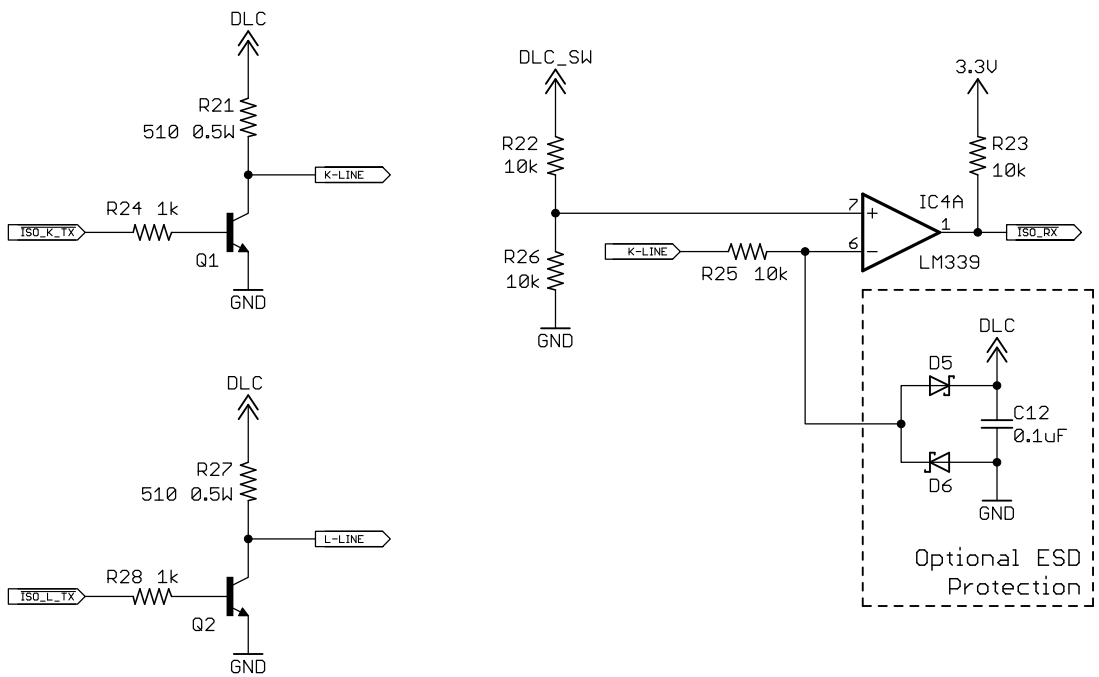 DLC
R21
510 0.5W
K-LINE
R24 1k
ISO_K_TX
Q1
GND
DLC
R27
510 0.5W
L-LINE
R28 1k
ISO_L_TX
Q2
GND
DLC_SW
R22
10k
R26
10k
GND
K-LINE
R25 10k
3.3V
R23
10k
7
+
6
-
IC4A
1
LM339
ISO_RX
DLC
D5
C12
0.1uF
D6
GND
Optional ESD
Protection